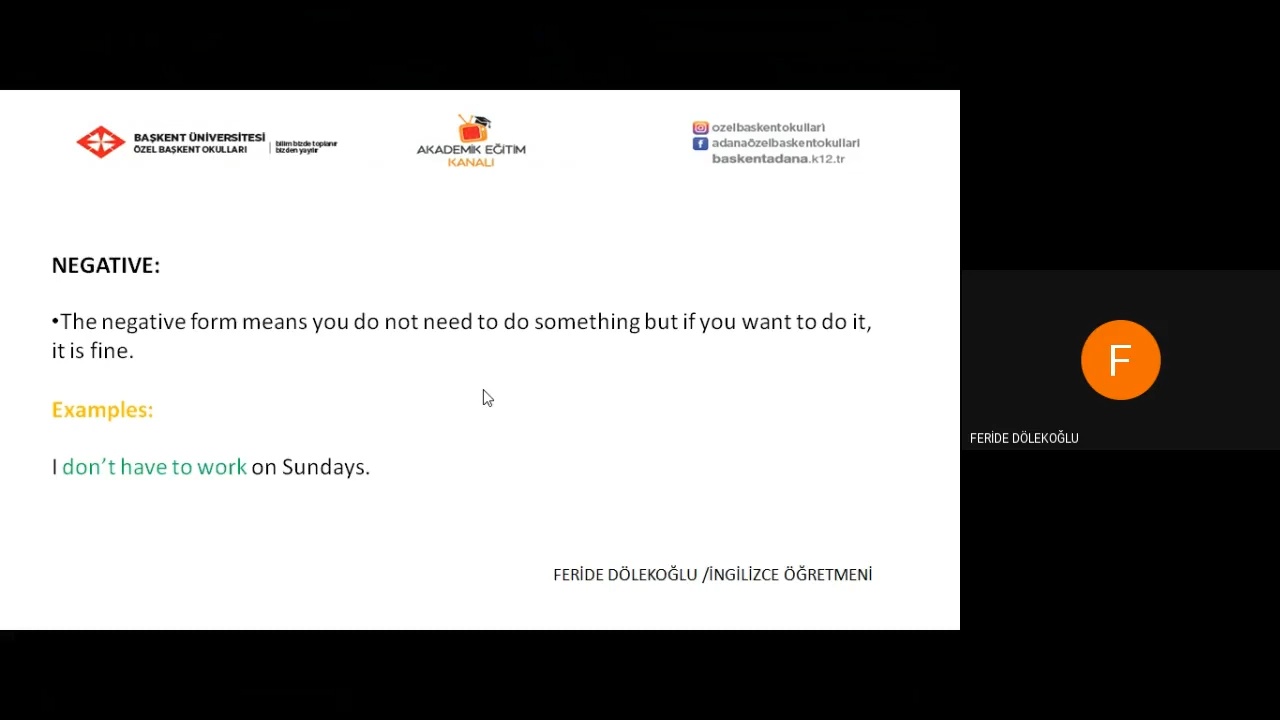 BAŞKENT ÜNİVERSİTESİ
ÖZEL BAŞKENT OKULLARI
bilim bizde toplanır
bizden yayılır
AKADEMİK EĞİTİM
KANALI
ozelbaskentokullari
adanaözelbaskentokullari
baskentadana.k12.tr
NEGATIVE:
•The negative form means you do not need to do something but if you want to do it,
it is fine.
Examples:
I don’t have to work on Sundays.
FERİDE DÖLEKOĞLU /İNGİLİZCE ÖĞRETMENİ
F
FERİDE DÖLEKOĞLU